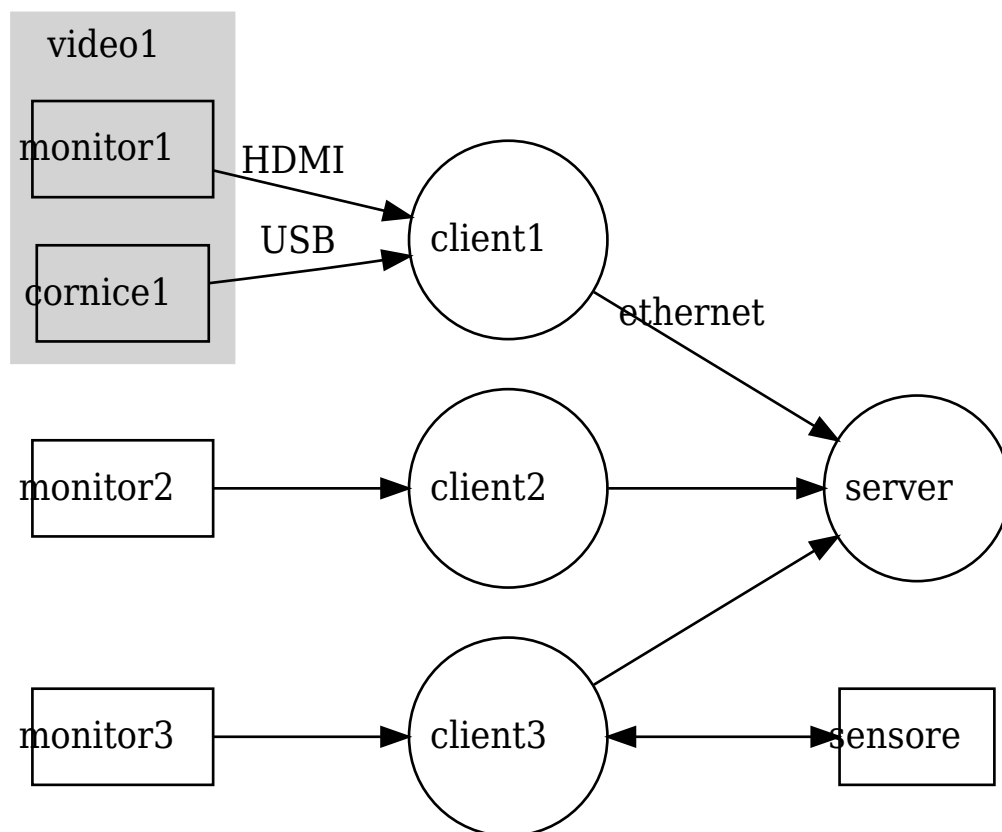 video1
monitor1
HDMI
cornice1
USB
client1
ethernet
monitor2
client2
server
monitor3
client3
sensore